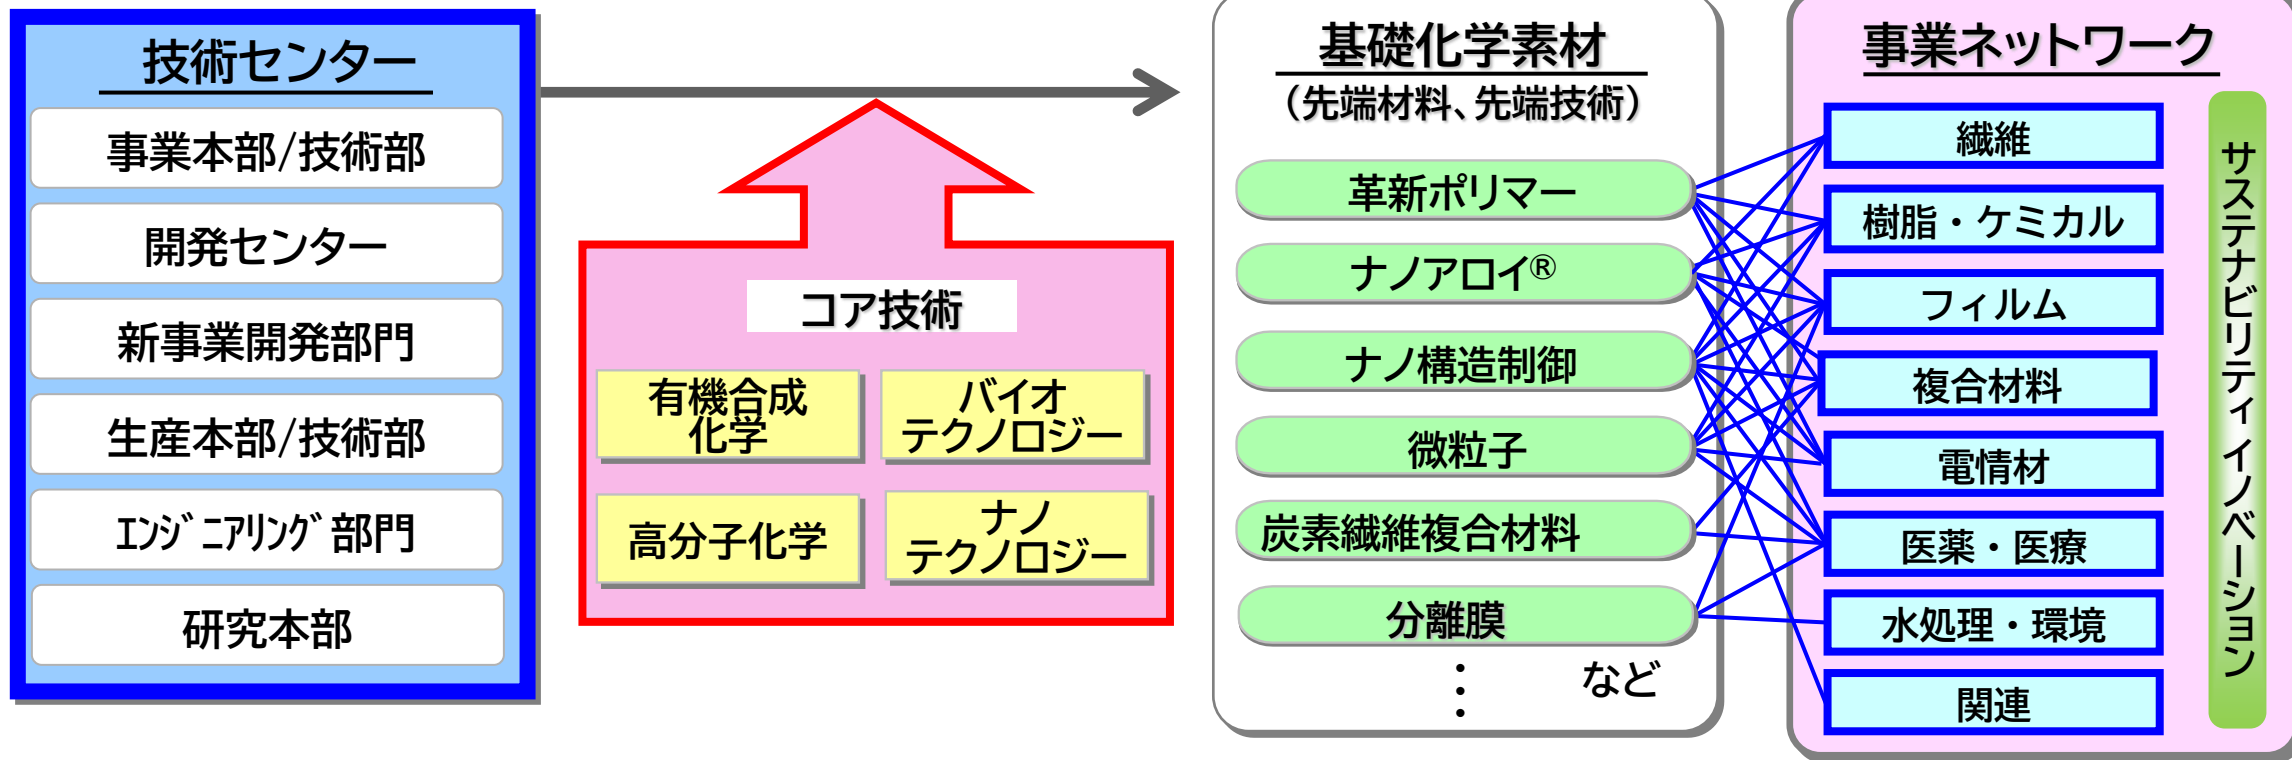 技術センター
事業本部/技術部
開発センター
新事業開発部門
生産本部/技術部
ｴﾝｼﾞﾆｱﾘﾝｸﾞ部門
研究本部
コア技術
有機合成
化学
バイオ
テクノロジー
高分子化学
ナノ
テクノロジー
基礎化学素材
（先端材料、先端技術）
革新ポリマー
ナノアロイ®
ナノ構造制御
微粒子
炭素繊維複合材料
分離膜
など
事業ネットワーク
繊維
樹脂・ケミカル
フィルム
複合材料
電情材
医薬・医療
水処理・環境
関連
サステナビリティイノベーション